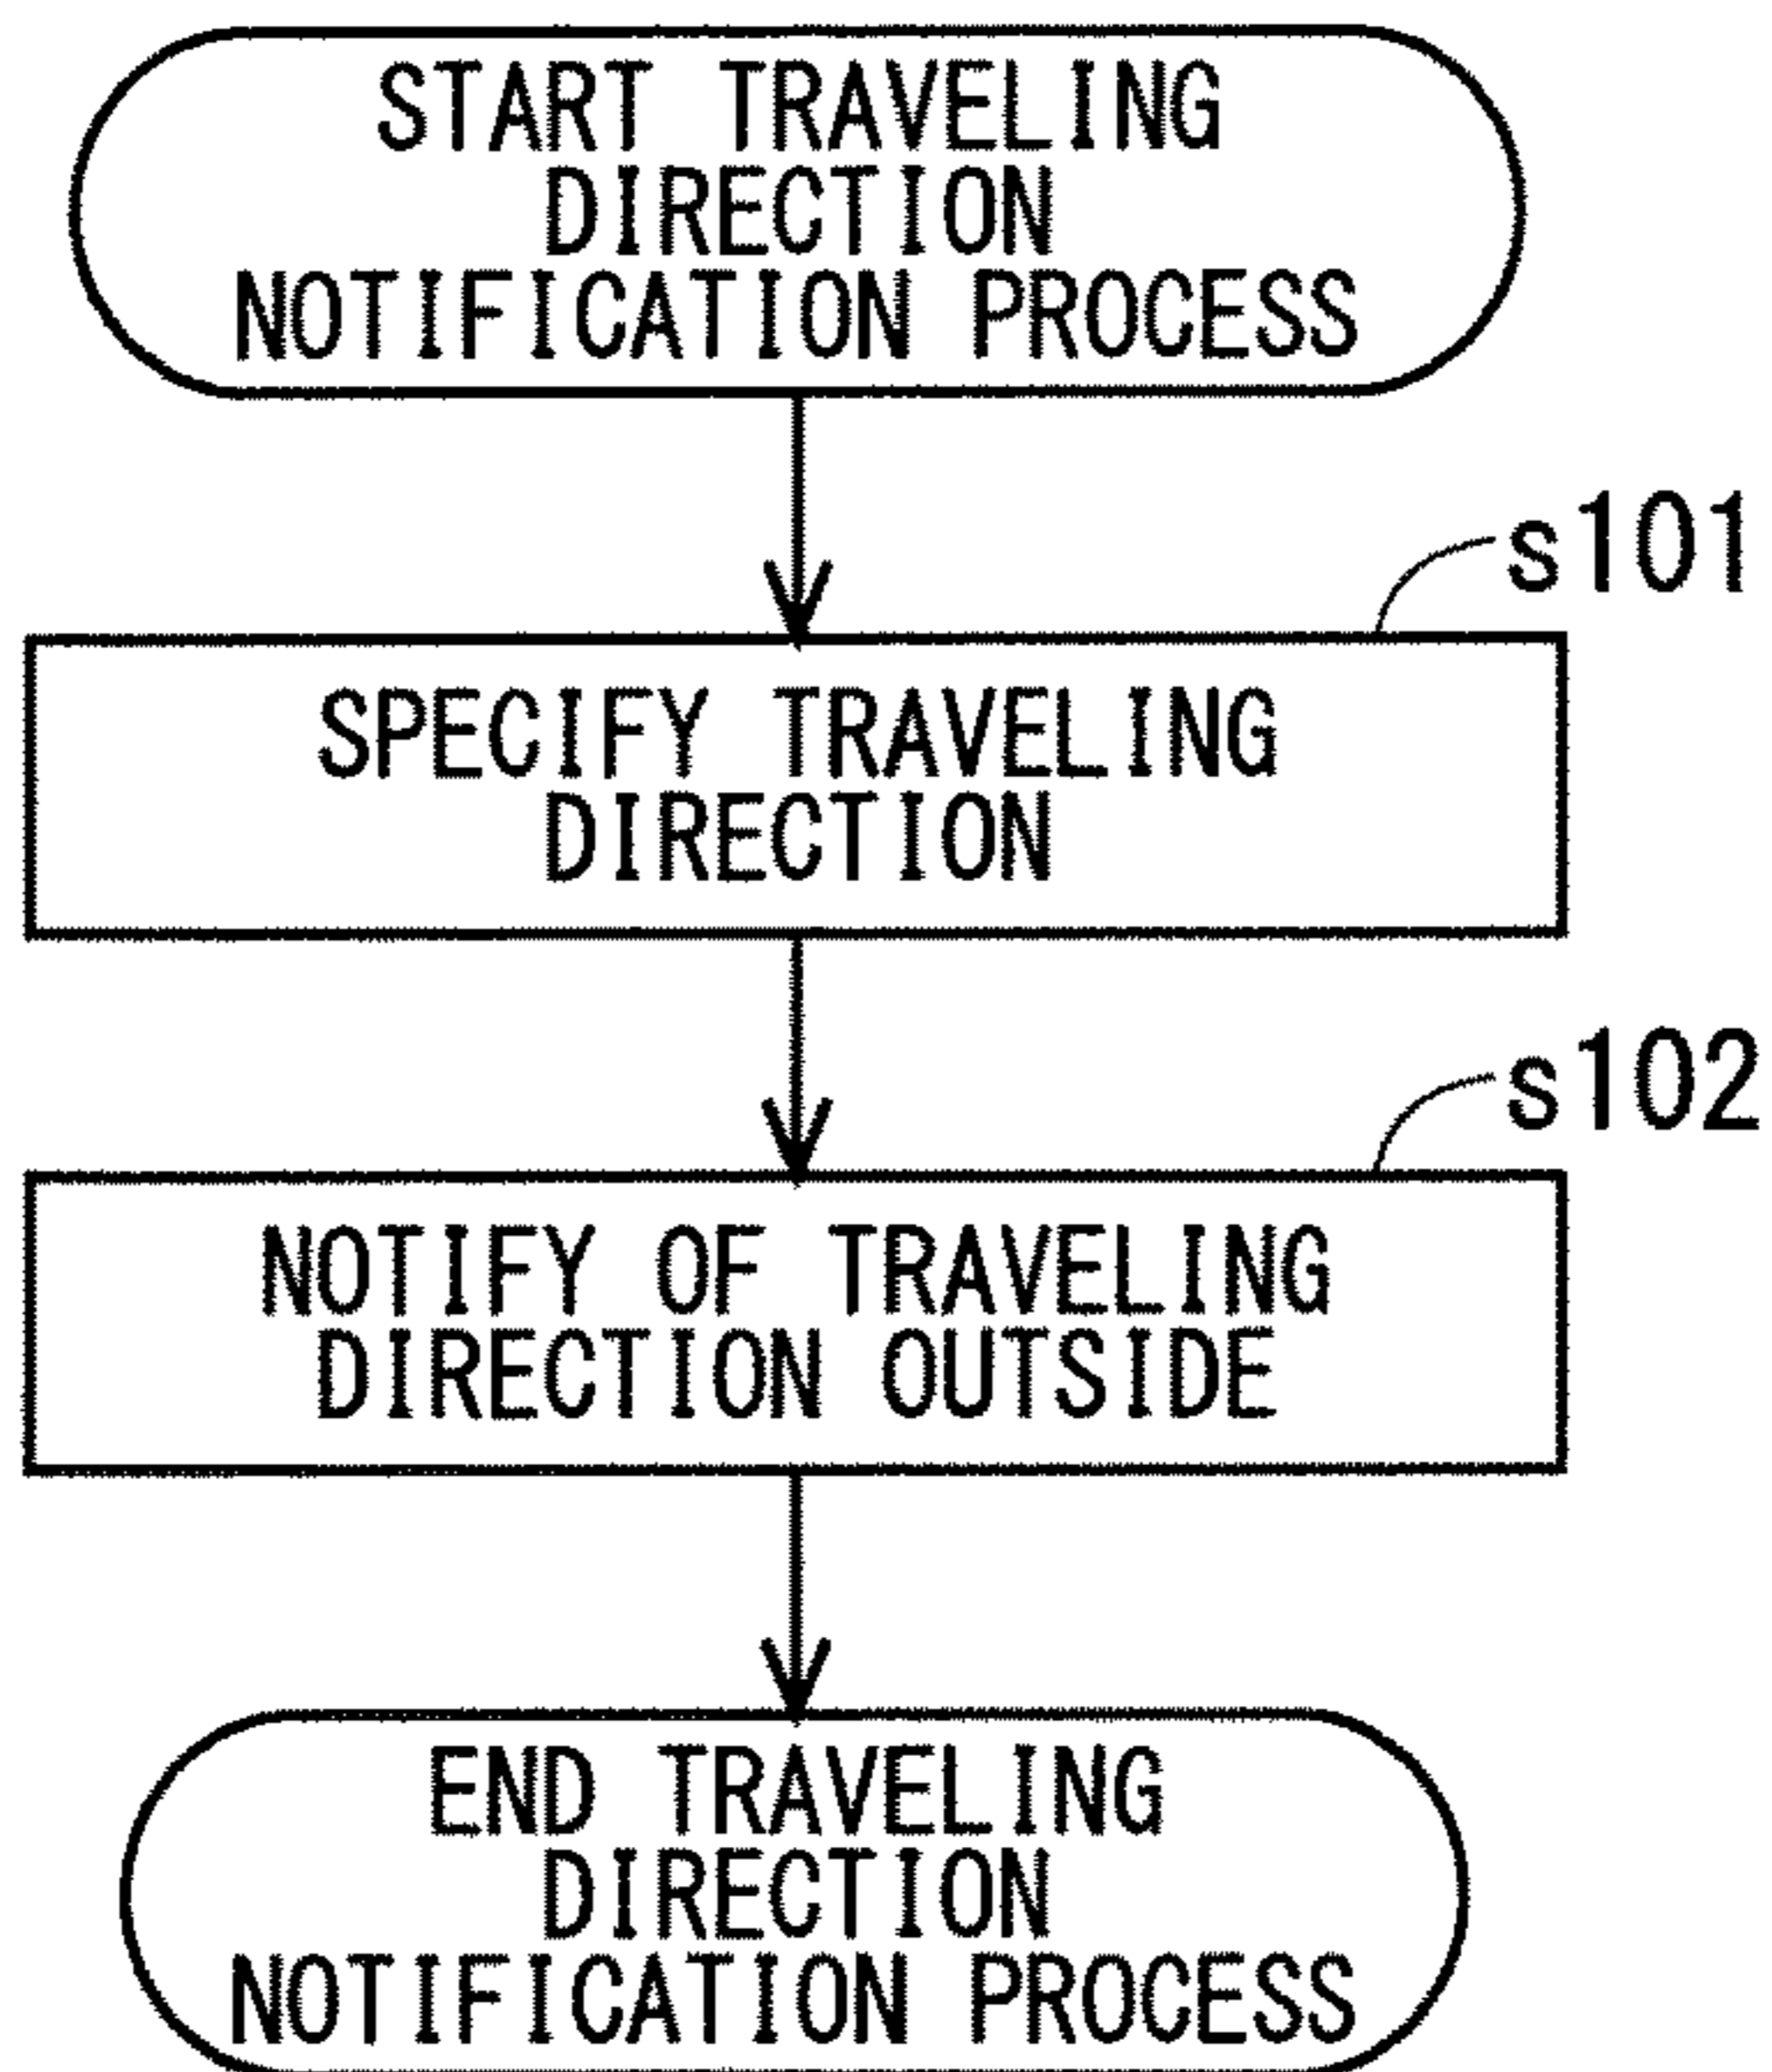 START TRAVELING
DIRECTION
NOTIFICATION PROCESS
s101
SPECIFY TRAVELING
DIRECTION
s102
NOTIFY OF TRAVELING
DIRECTION OUTSIDE
END TRAVELING
DIRECTION
NOTIFICATION PROCESS